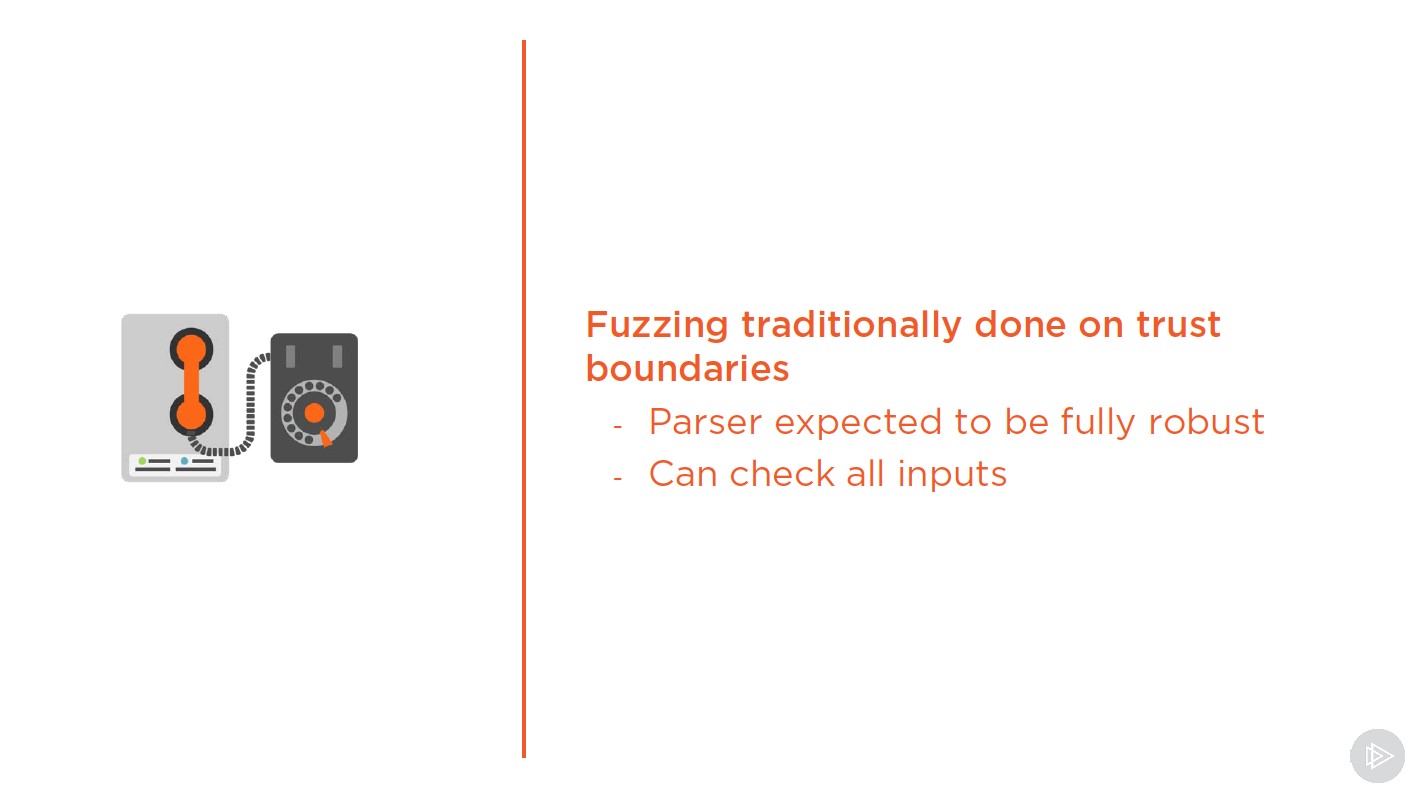 Fuzzing traditionally done on trust
boundaries
- Parser expected to be fully robust
- Can check all inputs